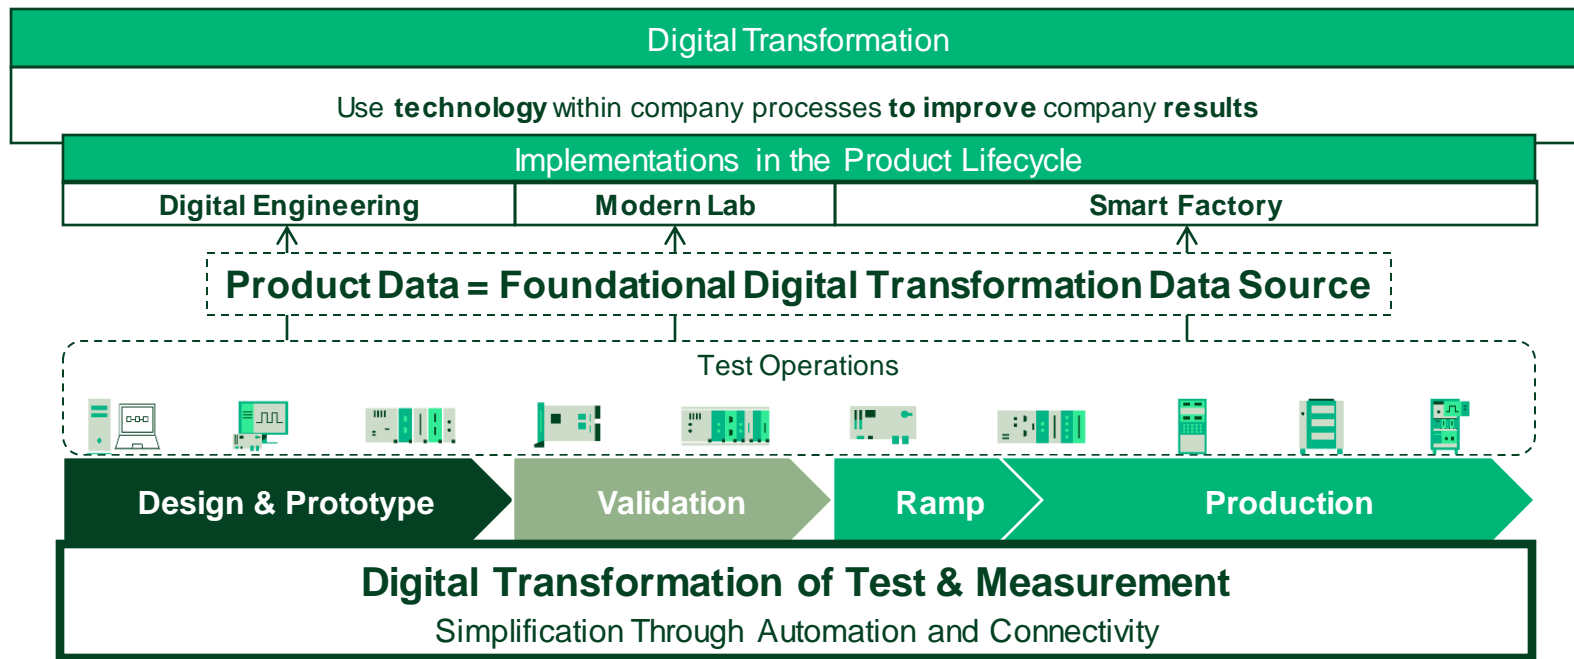 Digital Transformation
Use technology within company processes to improve company results
Implementations in the Product Lifecycle
Digital Engineering
Modern Lab
Smart Factory
Product Data = Foundational Digital Transformation Data Source
Test Operations
Design & Prototype
Validation
Ramp
Production
Digital Transformation of Test & Measurement
Simplification Through Automation and Connectivity